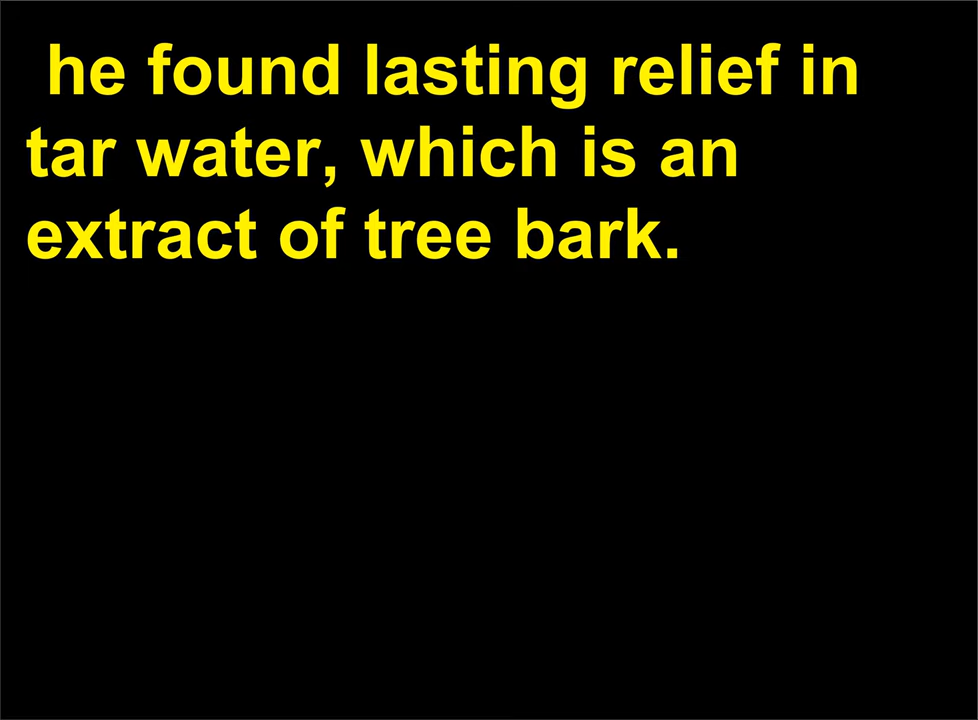 he found lasting relief in
tar water, which is an
extract of tree bark.